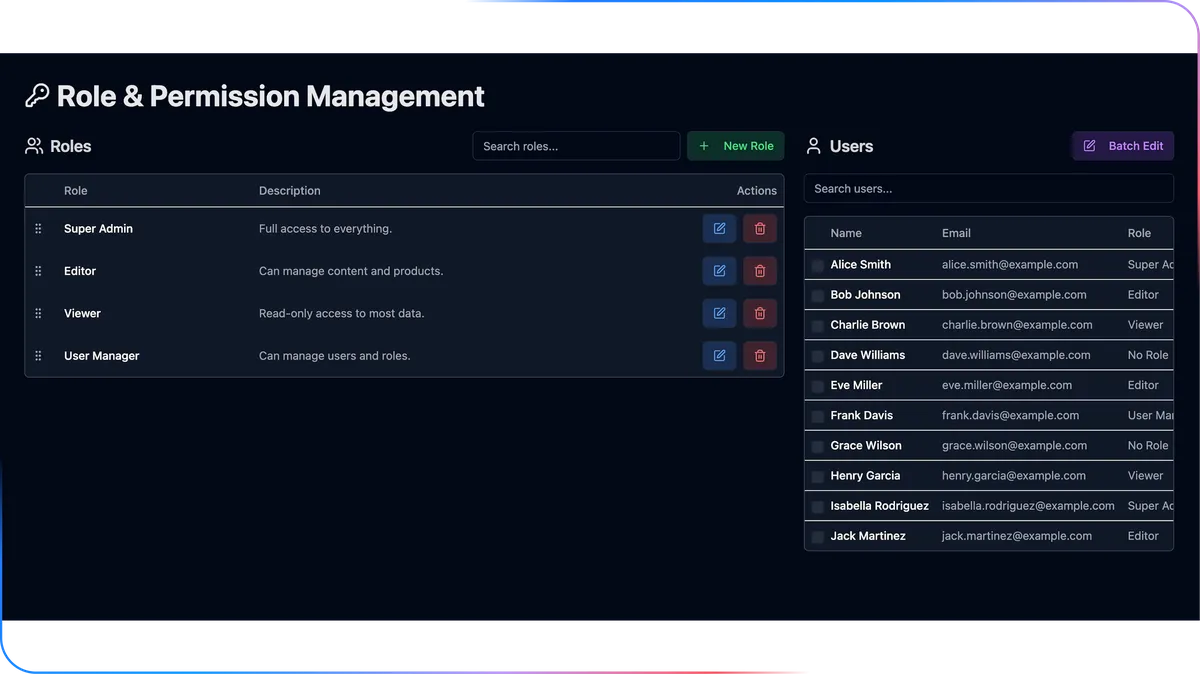 Role & Permission Management
Roles
Search roles...
+ New Role
Role Description Actions
Super Admin Full access to everything.
Editor Can manage content and products.
Viewer Read-only access to most data.
User Manager Can manage users and roles.
Users
Batch Edit
Search users...
Name Email Role
Alice Smith alice.smith@example.com Super Ad
Bob Johnson bob.johnson@example.com Editor
Charlie Brown charlie.brown@example.com Viewer
Dave Williams dave.williams@example.com No Role
Eve Miller eve.miller@example.com Editor
Frank Davis frank.davis@example.com User Man
Grace Wilson grace.wilson@example.com No Role
Henry Garcia henry.garcia@example.com Viewer
Isabella Rodriguez isabella.rodriguez@example.com Super Ad
Jack Martinez jack.martinez@example.com Editor